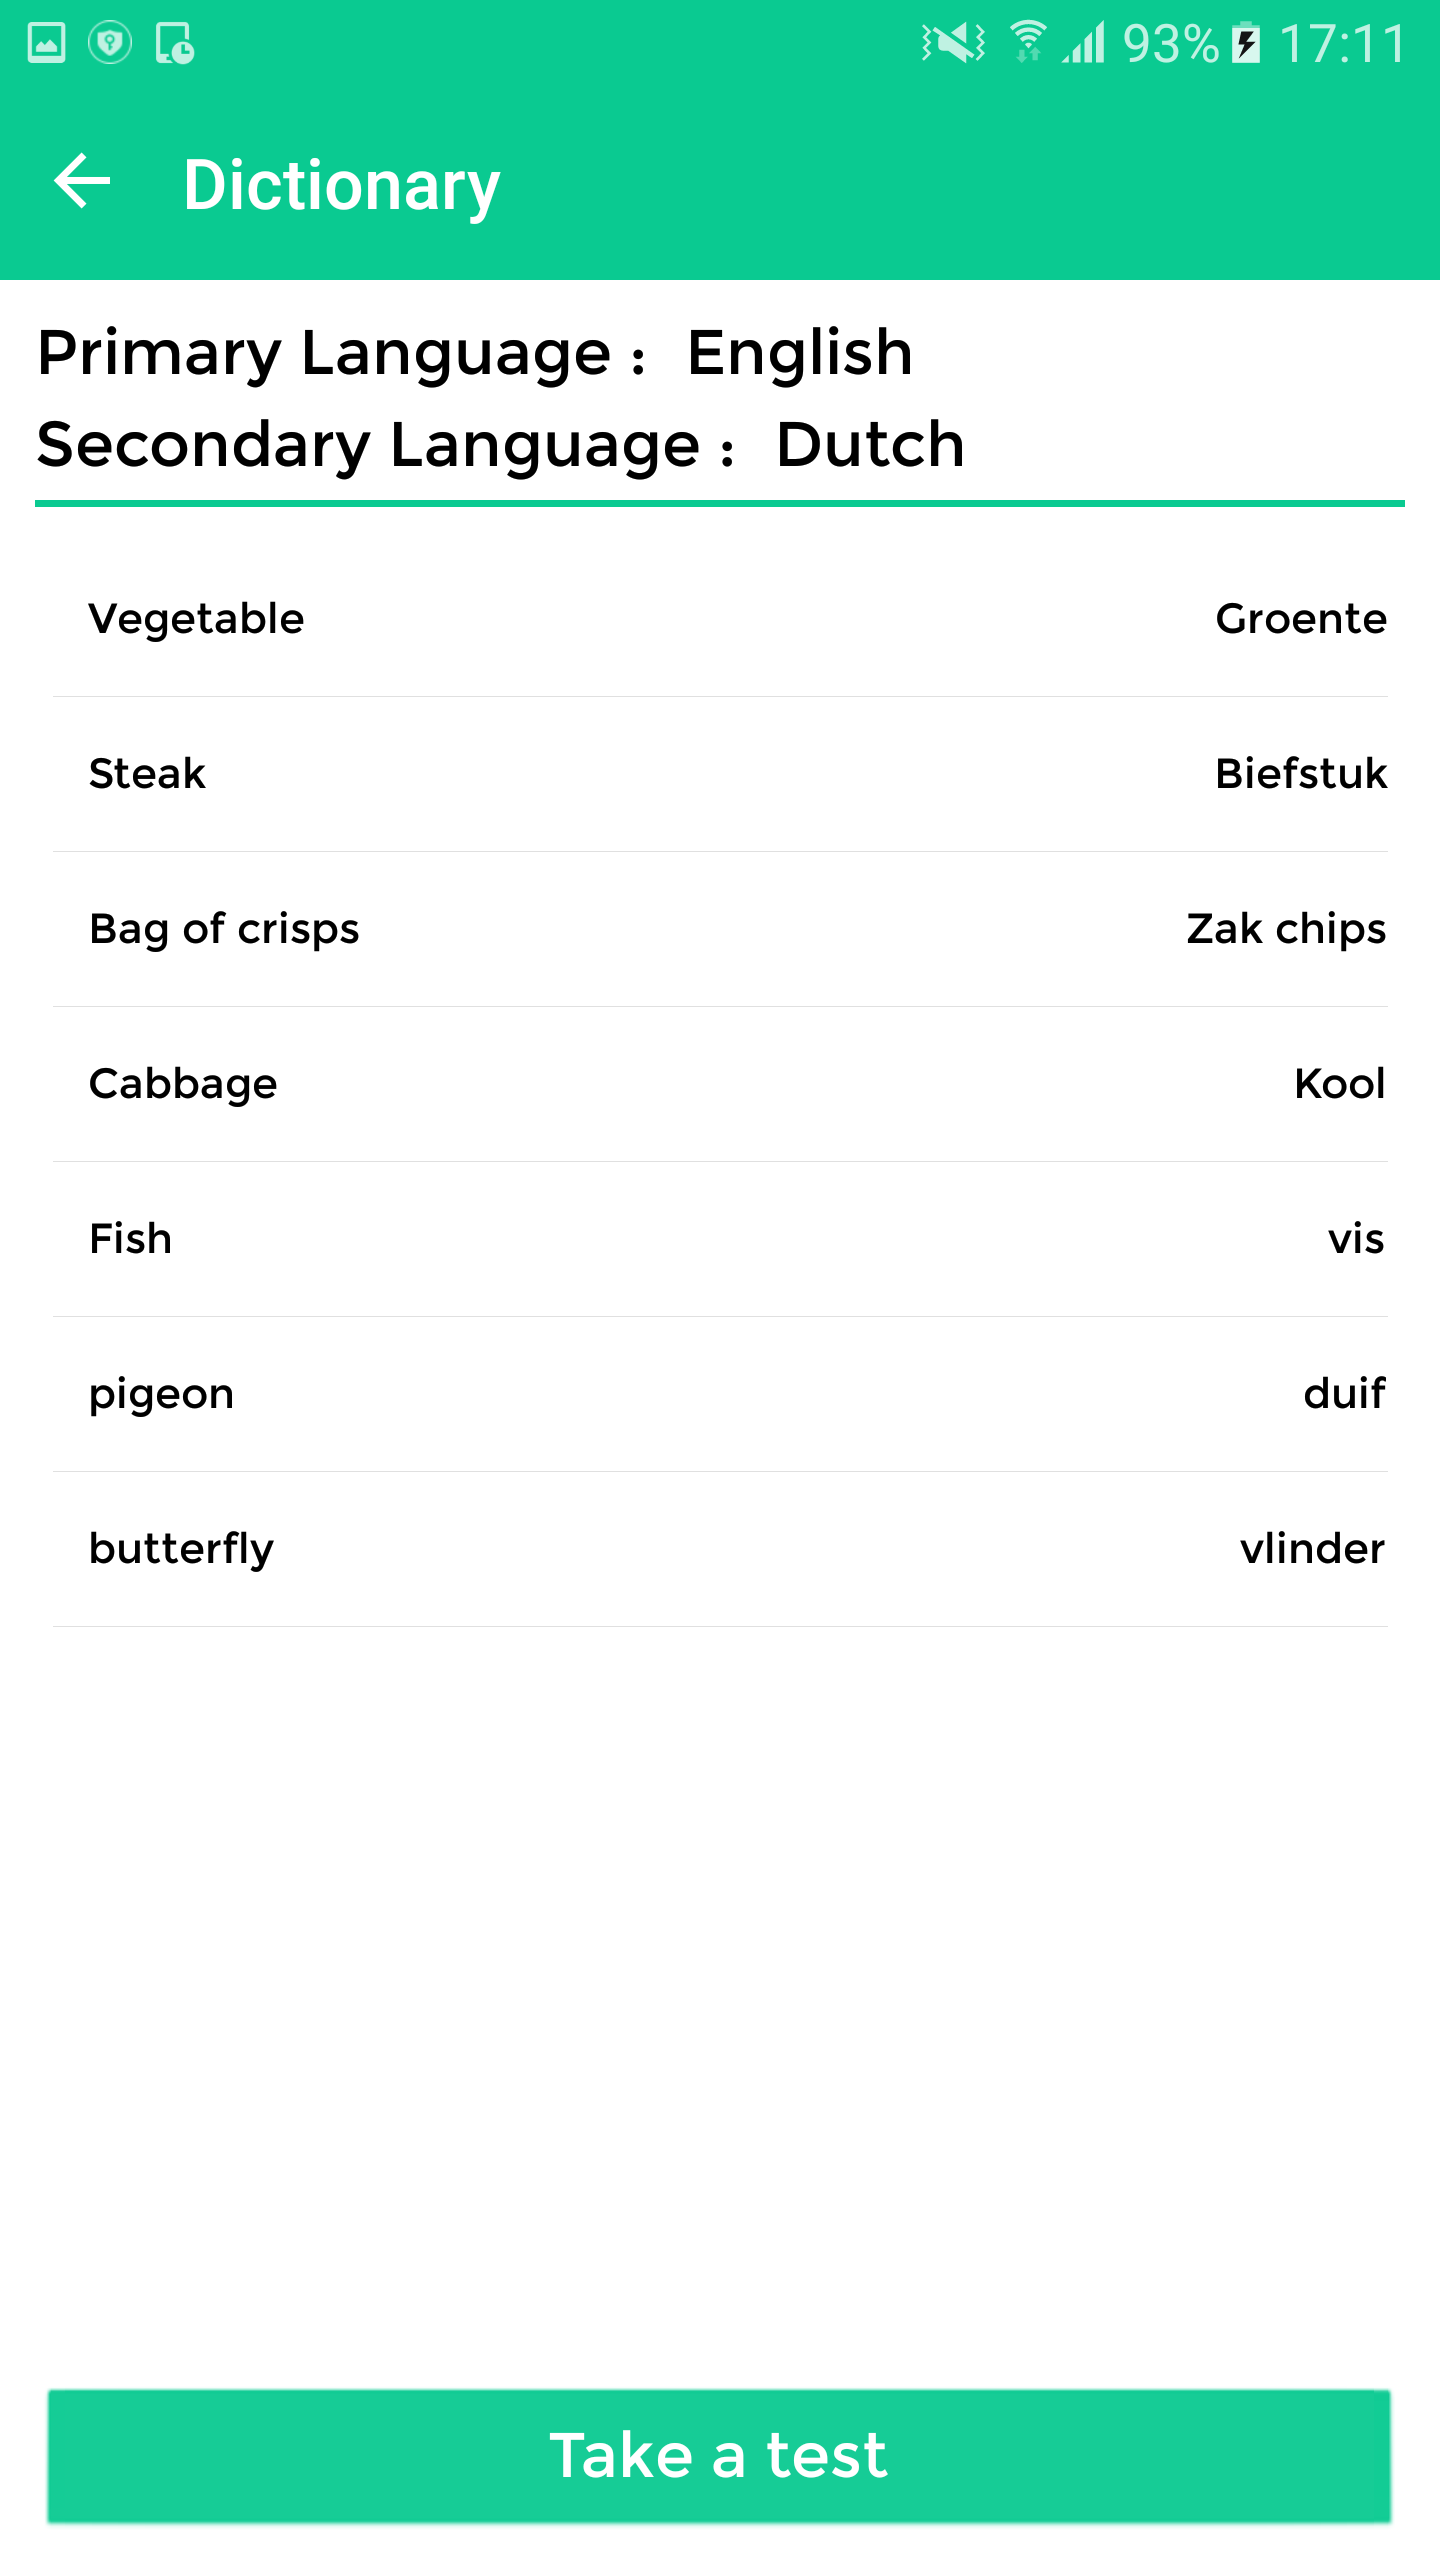 93% 17:11
Dictionary
Primary Language : English
Secondary Language : Dutch
Vegetable Groente
Steak Biefstuk
Bag of crisps Zak chips
Cabbage Kool
Fish vis
pigeon duif
butterfly vlinder
Take a test